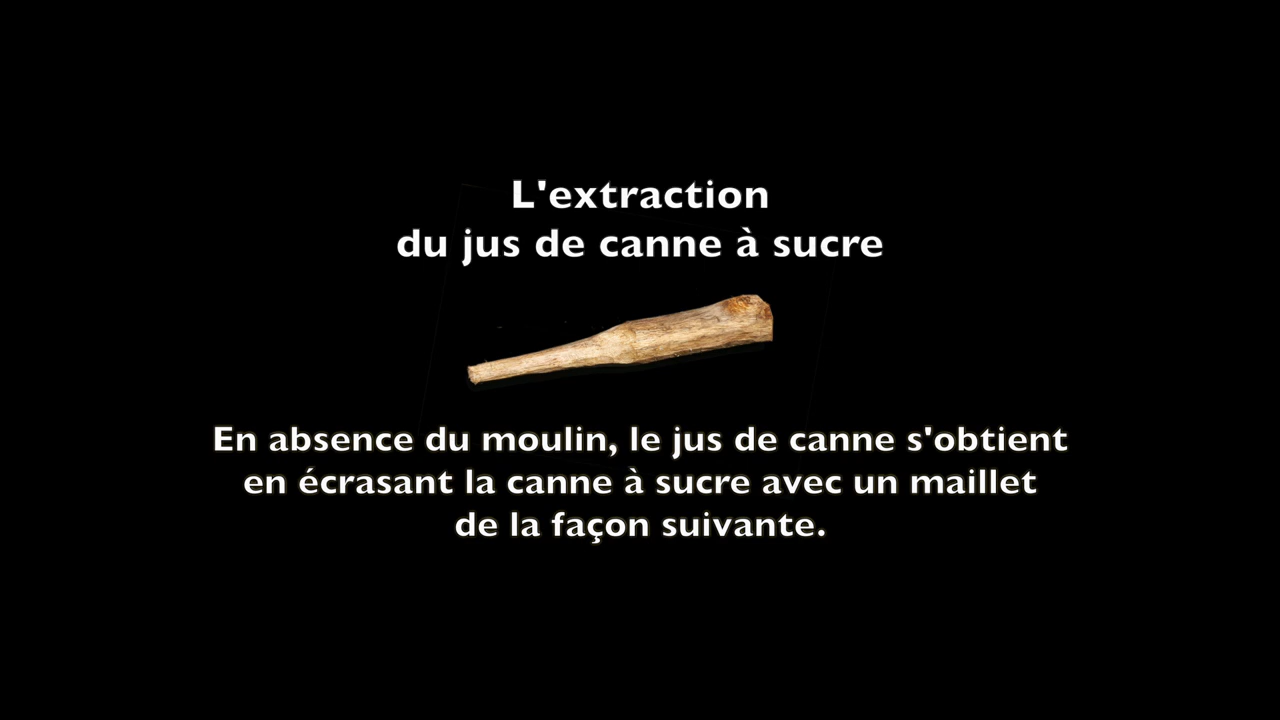 L'extraction
du jus de canne à sucre
En absence du moulin, le jus de canne s'obtient
en écrasant la canne à sucre avec un maillet
de la façon suivante.